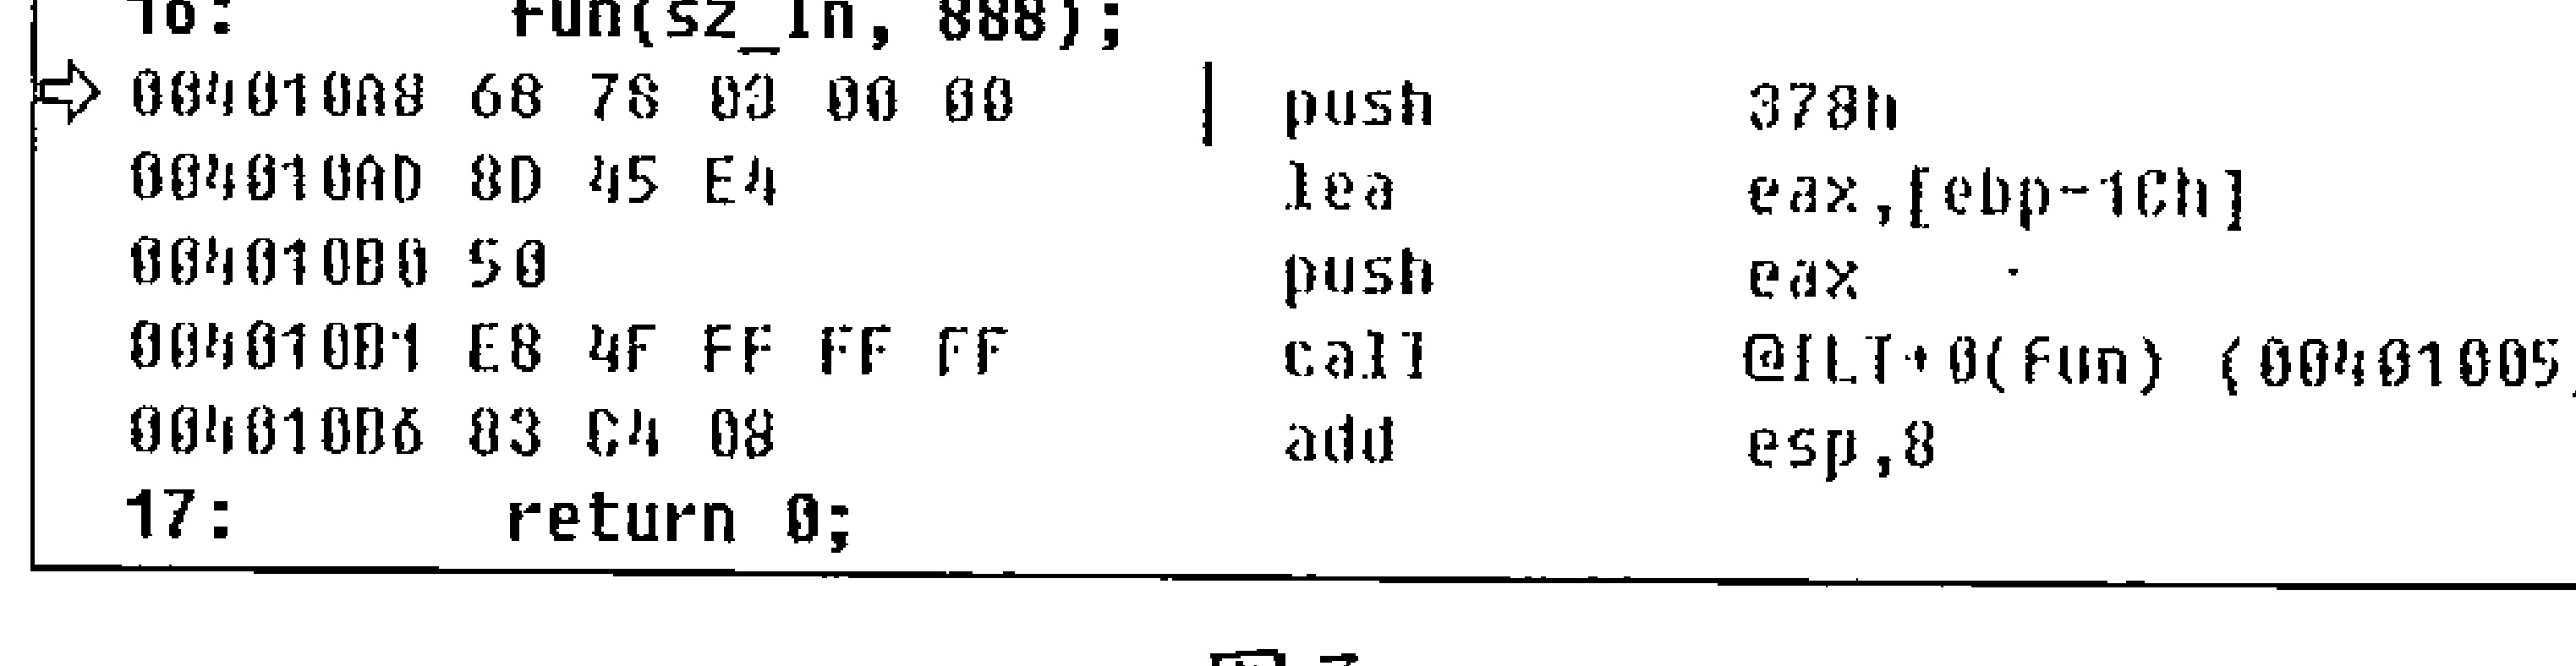 16: fun(sz_In, 888);
004010A8 68 78 03 00 00 push 378h
004010AD 8D 45 E4 lea eax,[ebp-1Ch]
004010B0 50 push eax
004010B1 E8 4F FF FF FF call @ILT+0(fun) (00401005)
004010B6 83 C4 08 add esp,8
17: return 0;